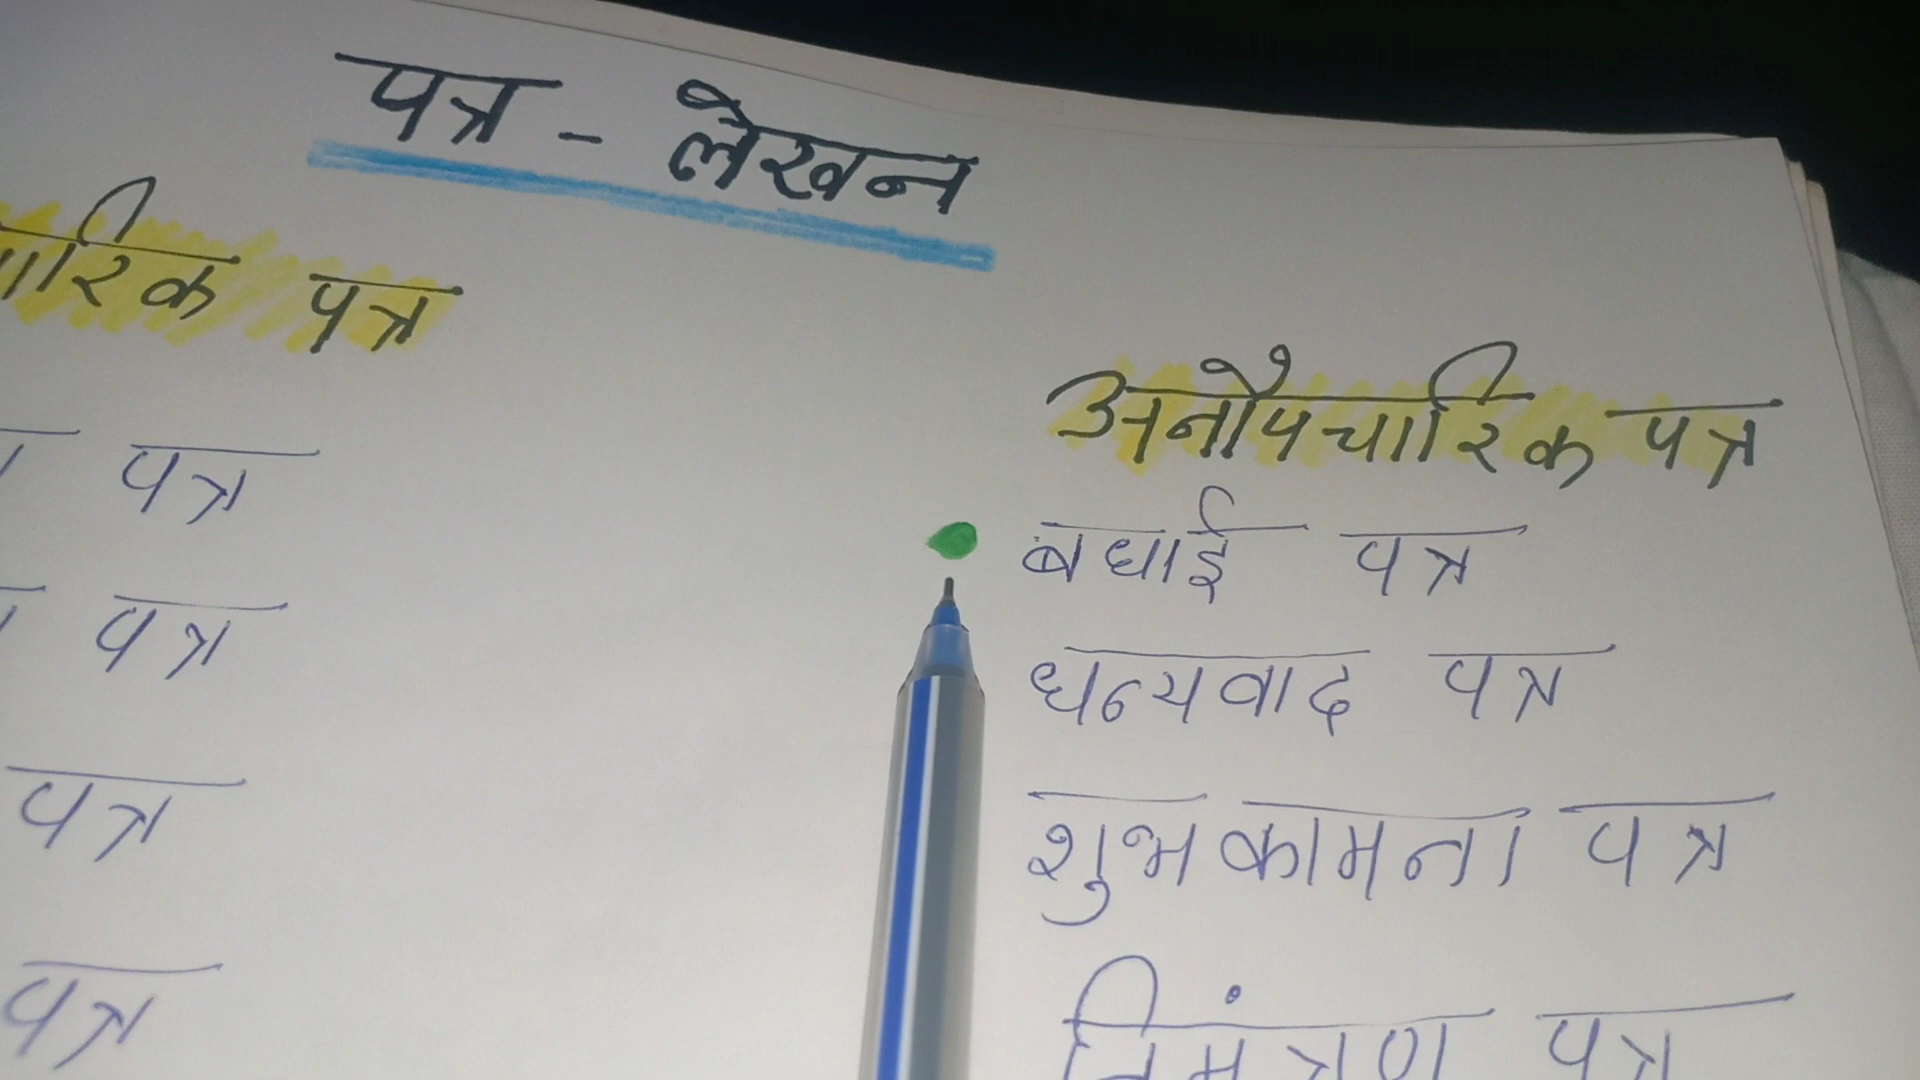 पत्र - लेखन
पत्र
अनौपचारिक पत्र
पत्र
बधाई पत्र
पत्र
धन्यवाद पत्र
पत्र
शुभकामना पत्र
पत्र
निमंत्रण पत्र